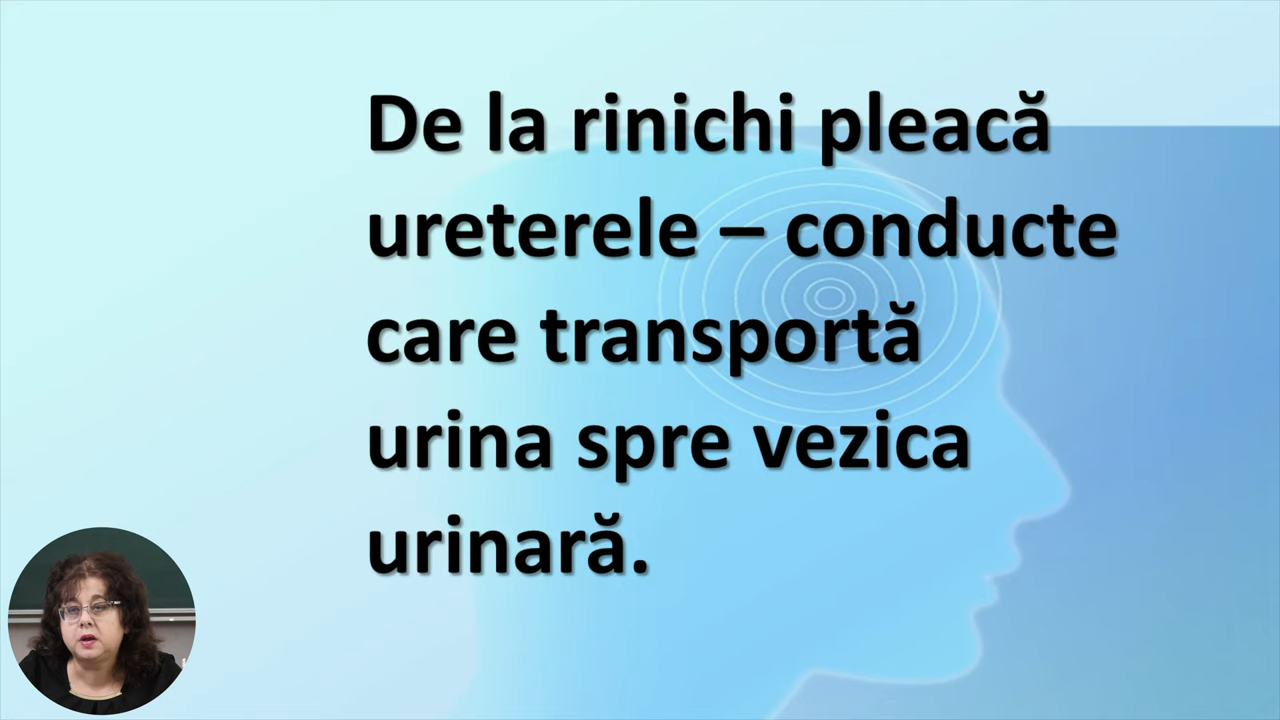 De la rinichi pleacă
ureterele – conducte
care transportă
urina spre vezica
urinară.